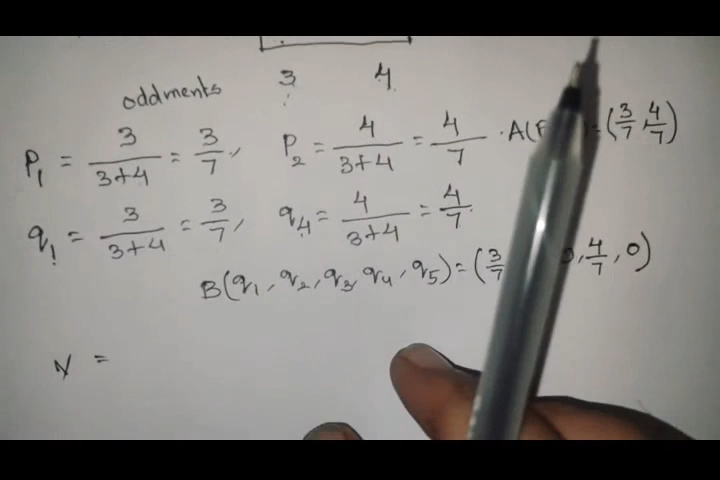 oddments 3 4
P₁ = 3/(3+4) = 3/7, P₂ = 4/(3+4) = 4/7 . A( ) = (3/7, 4/7)
q₁ = 3/(3+4) = 3/7, q₄ = 4/(3+4) = 4/7.
B(q₁, q₂, q₃, q₄, q₅) = (3/7 0, 4/7, 0)
V =